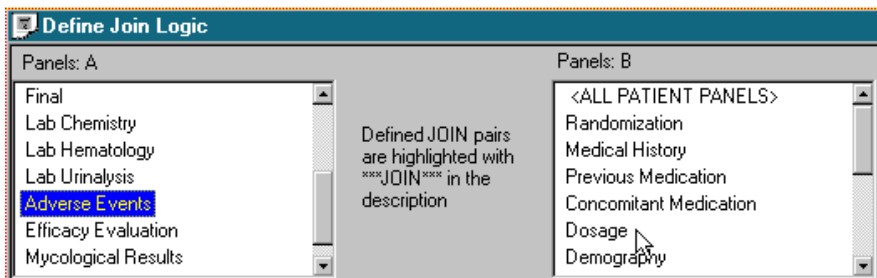 Define Join Logic
Panels: A
Final
Lab Chemistry
Lab Hematology
Lab Urinalysis
Adverse Events
Efficacy Evaluation
Mycological Results
Defined JOIN pairs
are highlighted with
***JOIN*** in the
description
Panels: B
<ALL PATIENT PANELS>
Randomization
Medical History
Previous Medication
Concomitant Medication
Dosage
Demography